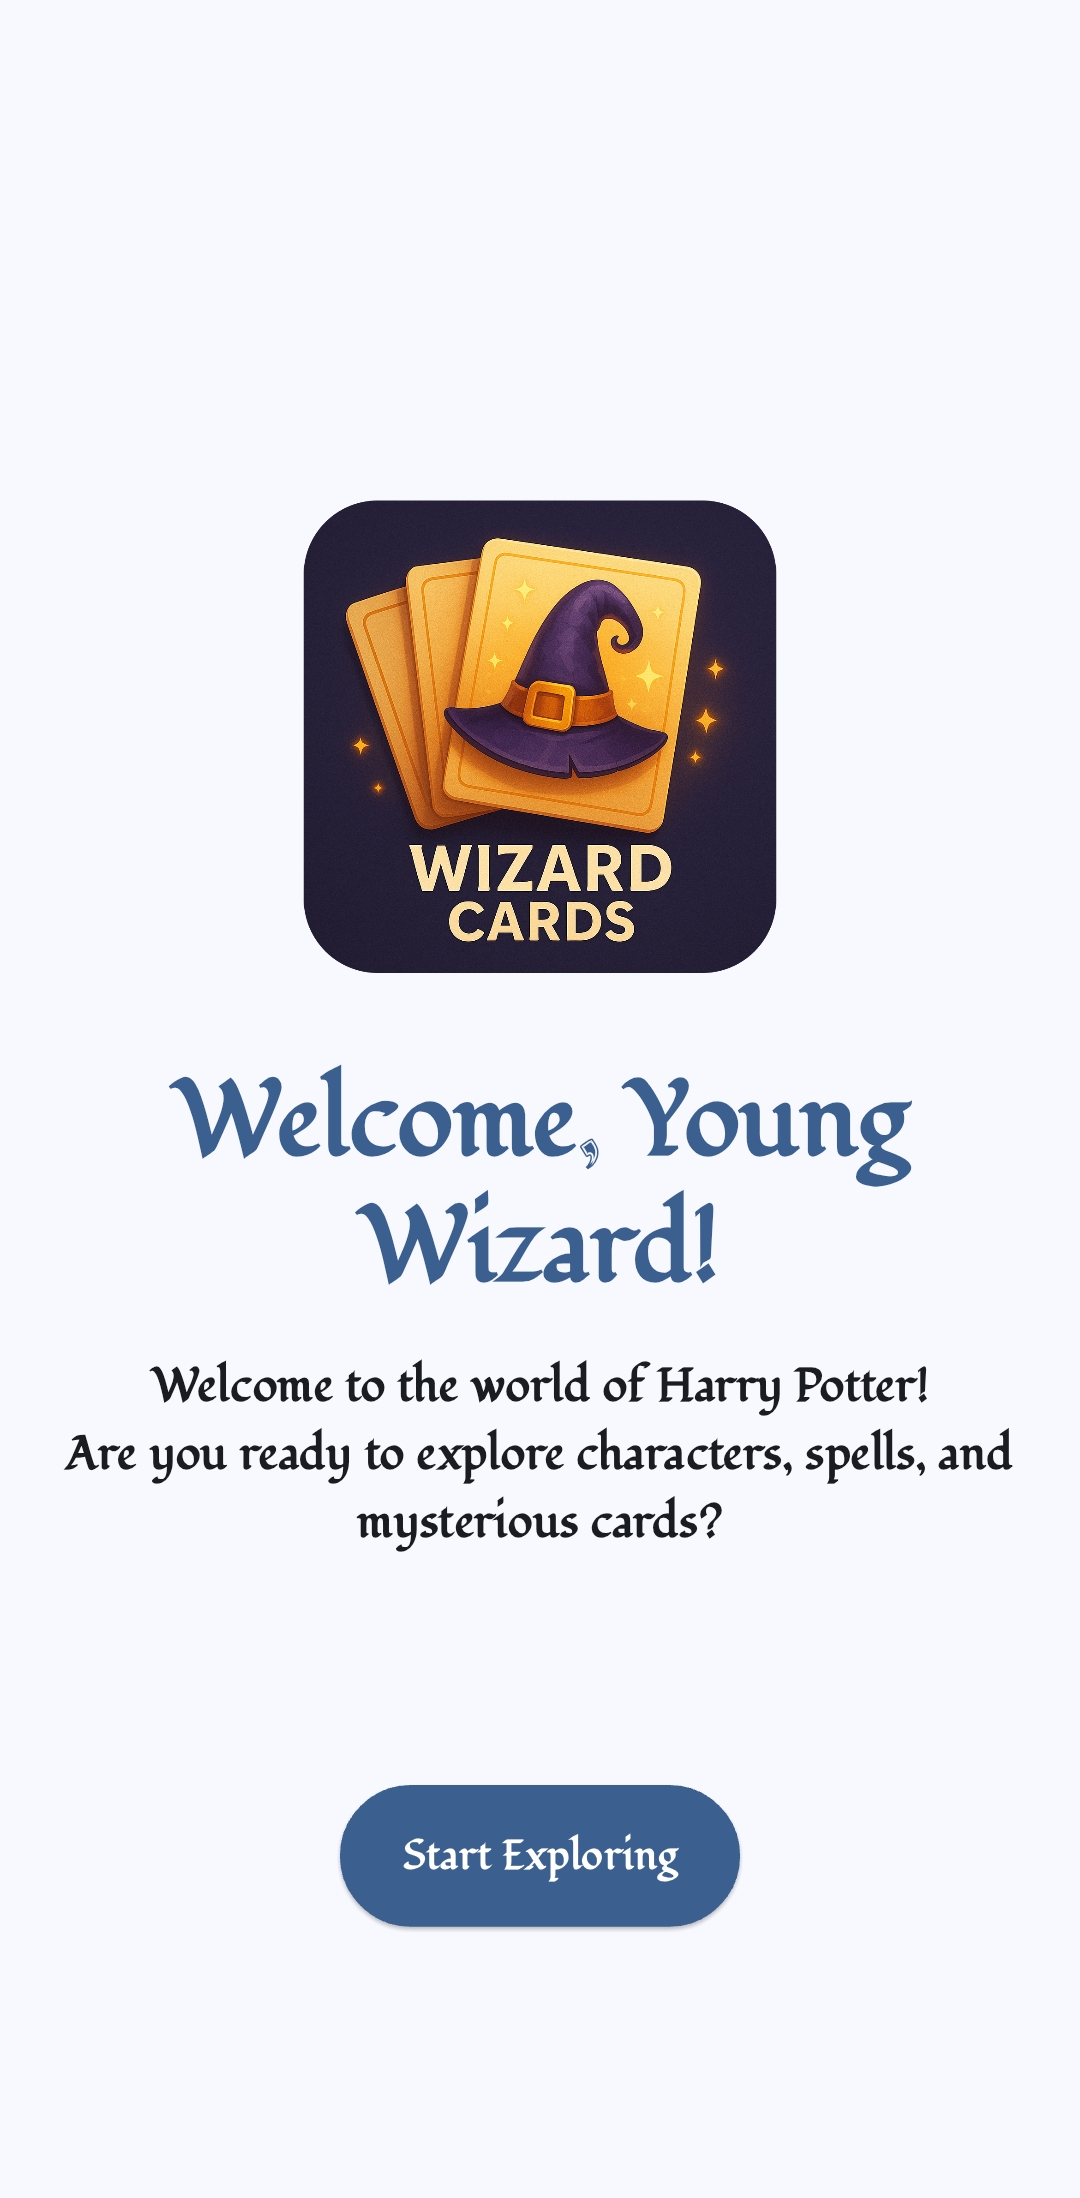 WIZARD
CARDS
Welcome, Young
Wizard!
Welcome to the world of Harry Potter!
Are you ready to explore characters, spells, and
mysterious cards?
Start Exploring